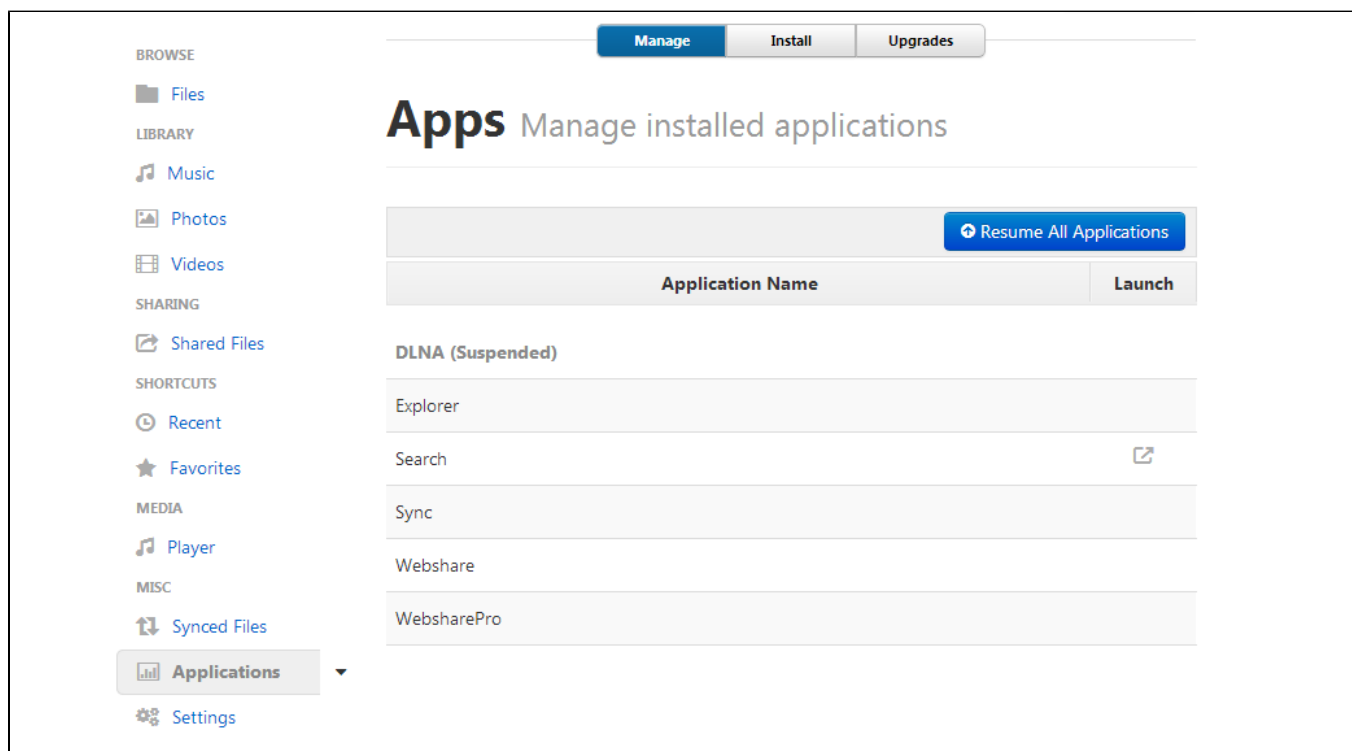 BROWSE
Files
LIBRARY
Music
Photos
Videos
SHARING
Shared Files
SHORTCUTS
Recent
Favorites
MEDIA
Player
MISC
Synced Files
Applications
Settings
Manage Install Upgrades
Apps Manage installed applications
Resume All Applications
Application Name Launch
DLNA (Suspended)
Explorer
Search
Sync
Webshare
WebsharePro